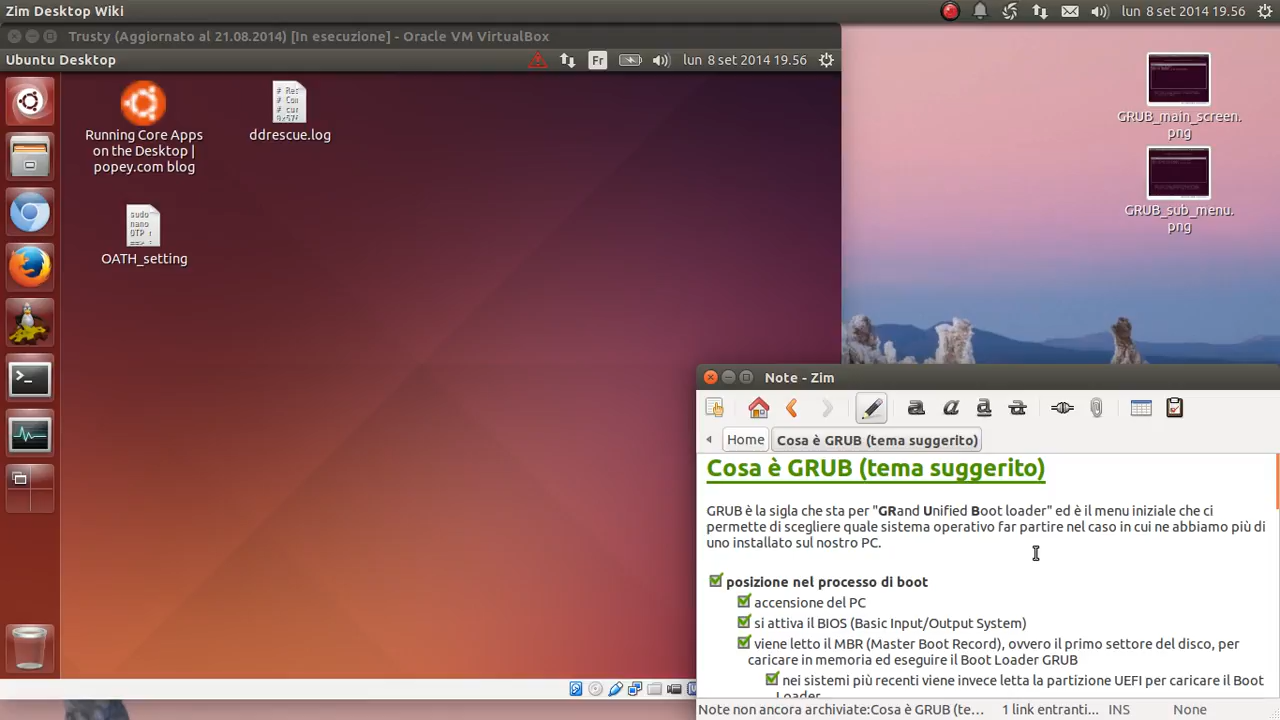 Zim Desktop Wiki
lun 8 set 2014 19.56
Trusty (Aggiornato al 21.08.2014) [In esecuzione] - Oracle VM VirtualBox
Ubuntu Desktop
Fr
lun 8 set 2014 19.56
Running Core Apps
on the Desktop |
popey.com blog
ddrescue.log
OATH_setting
GRUB_main_screen.
png
GRUB_sub_menu.
png
Note - Zim
Home
Cosa è GRUB (tema suggerito)
Cosa è GRUB (tema suggerito)
GRUB è la sigla che sta per "GRand Unified Boot loader" ed è il menu iniziale che ci
permette di scegliere quale sistema operativo far partire nel caso in cui ne abbiamo più di
uno installato sul nostro PC.
posizione nel processo di boot
accensione del PC
si attiva il BIOS (Basic Input/Output System)
viene letto il MBR (Master Boot Record), ovvero il primo settore del disco, per
caricare in memoria ed eseguire il Boot Loader GRUB
nei sistemi più recenti viene invece letta la partizione UEFI per caricare il Boot
Loader
Note non ancora archiviate:Cosa è GRUB (te...
1 link entranti...
INS
None